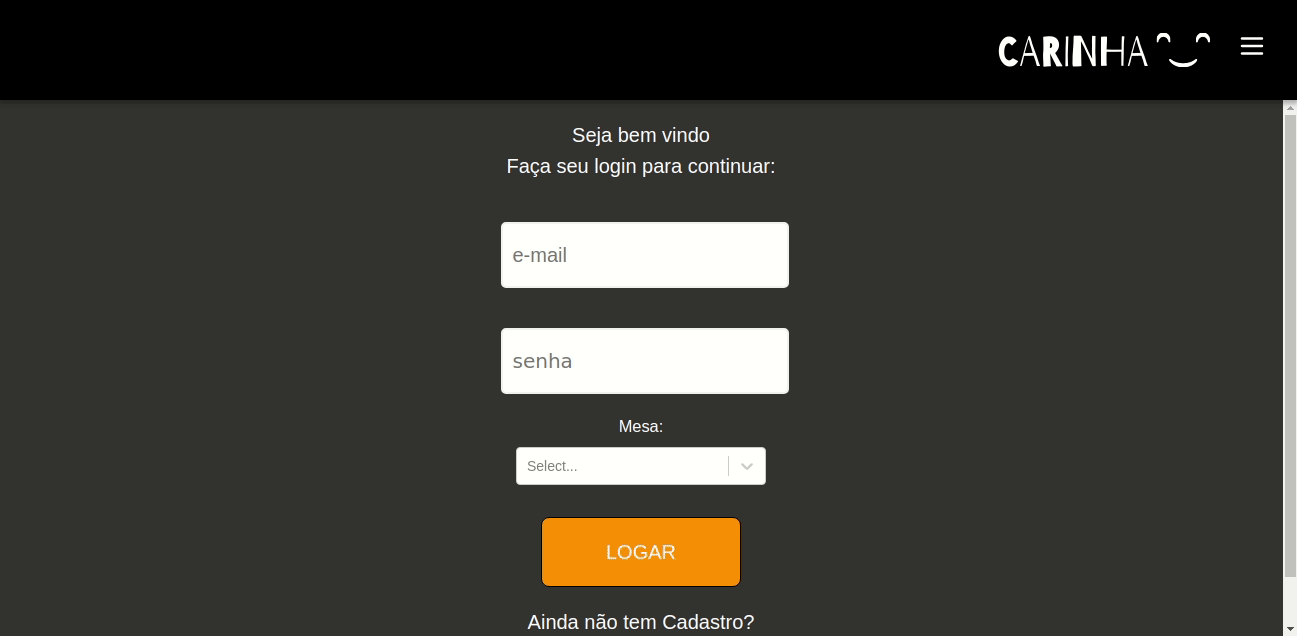 CARINHA
Seja bem vindo
Faça seu login para continuar:
e-mail
senha
Mesa:
Select...
LOGAR
Ainda não tem Cadastro?